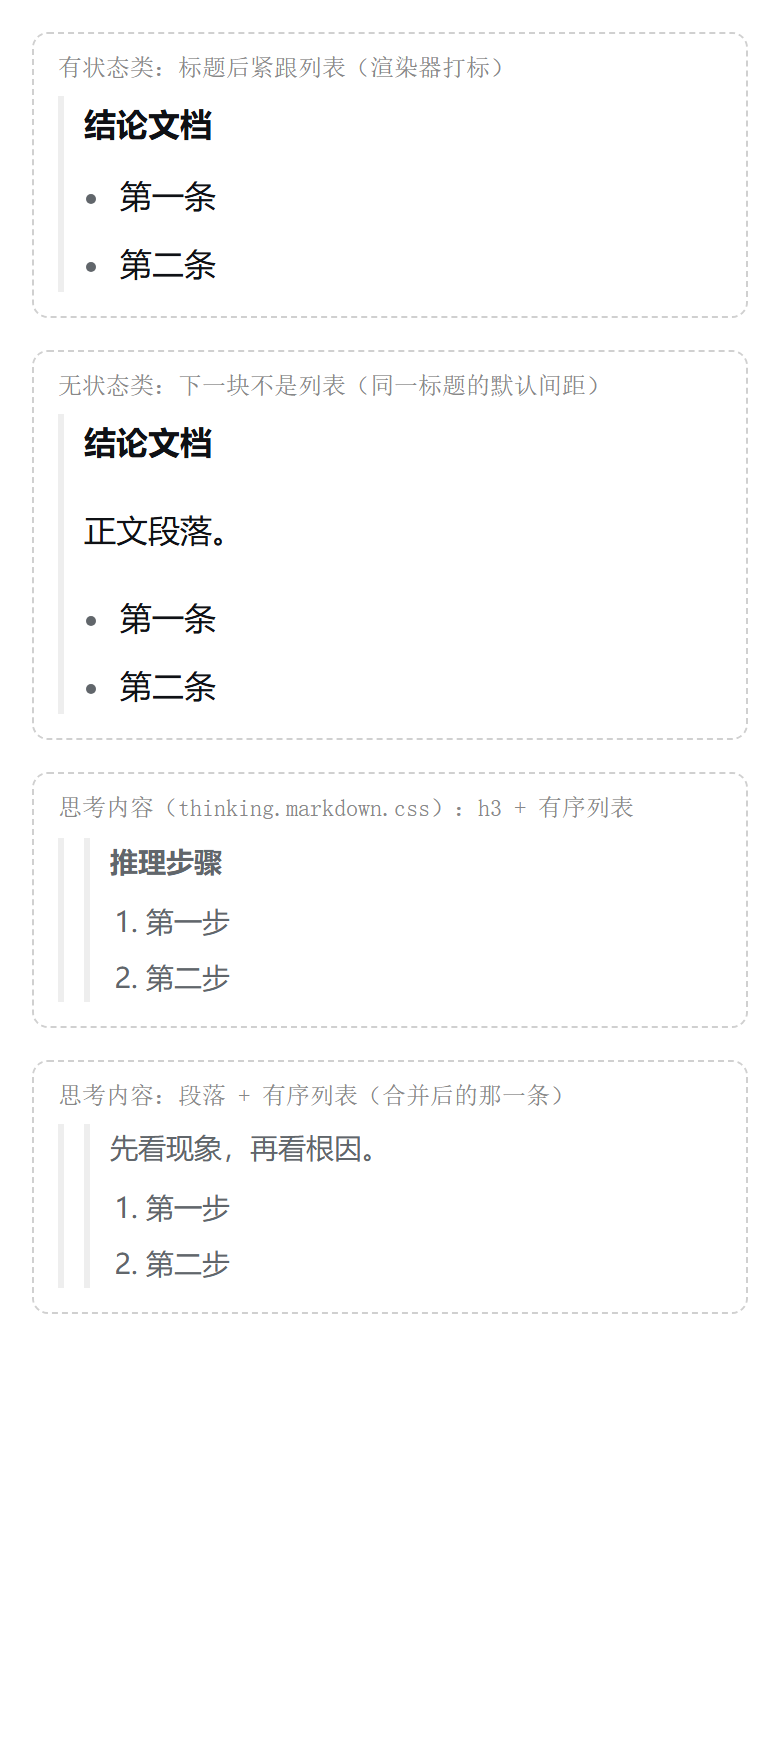 有状态类：标题后紧跟列表（渲染器打标）
结论文档
• 第一条
• 第二条
无状态类：下一块不是列表（同一标题的默认间距）
结论文档
正文段落。
• 第一条
• 第二条
思考内容（thinking.markdown.css）：h3 + 有序列表
推理步骤
1. 第一步
2. 第二步
思考内容：段落 + 有序列表（合并后的那一条）
先看现象，再看根因。
1. 第一步
2. 第二步